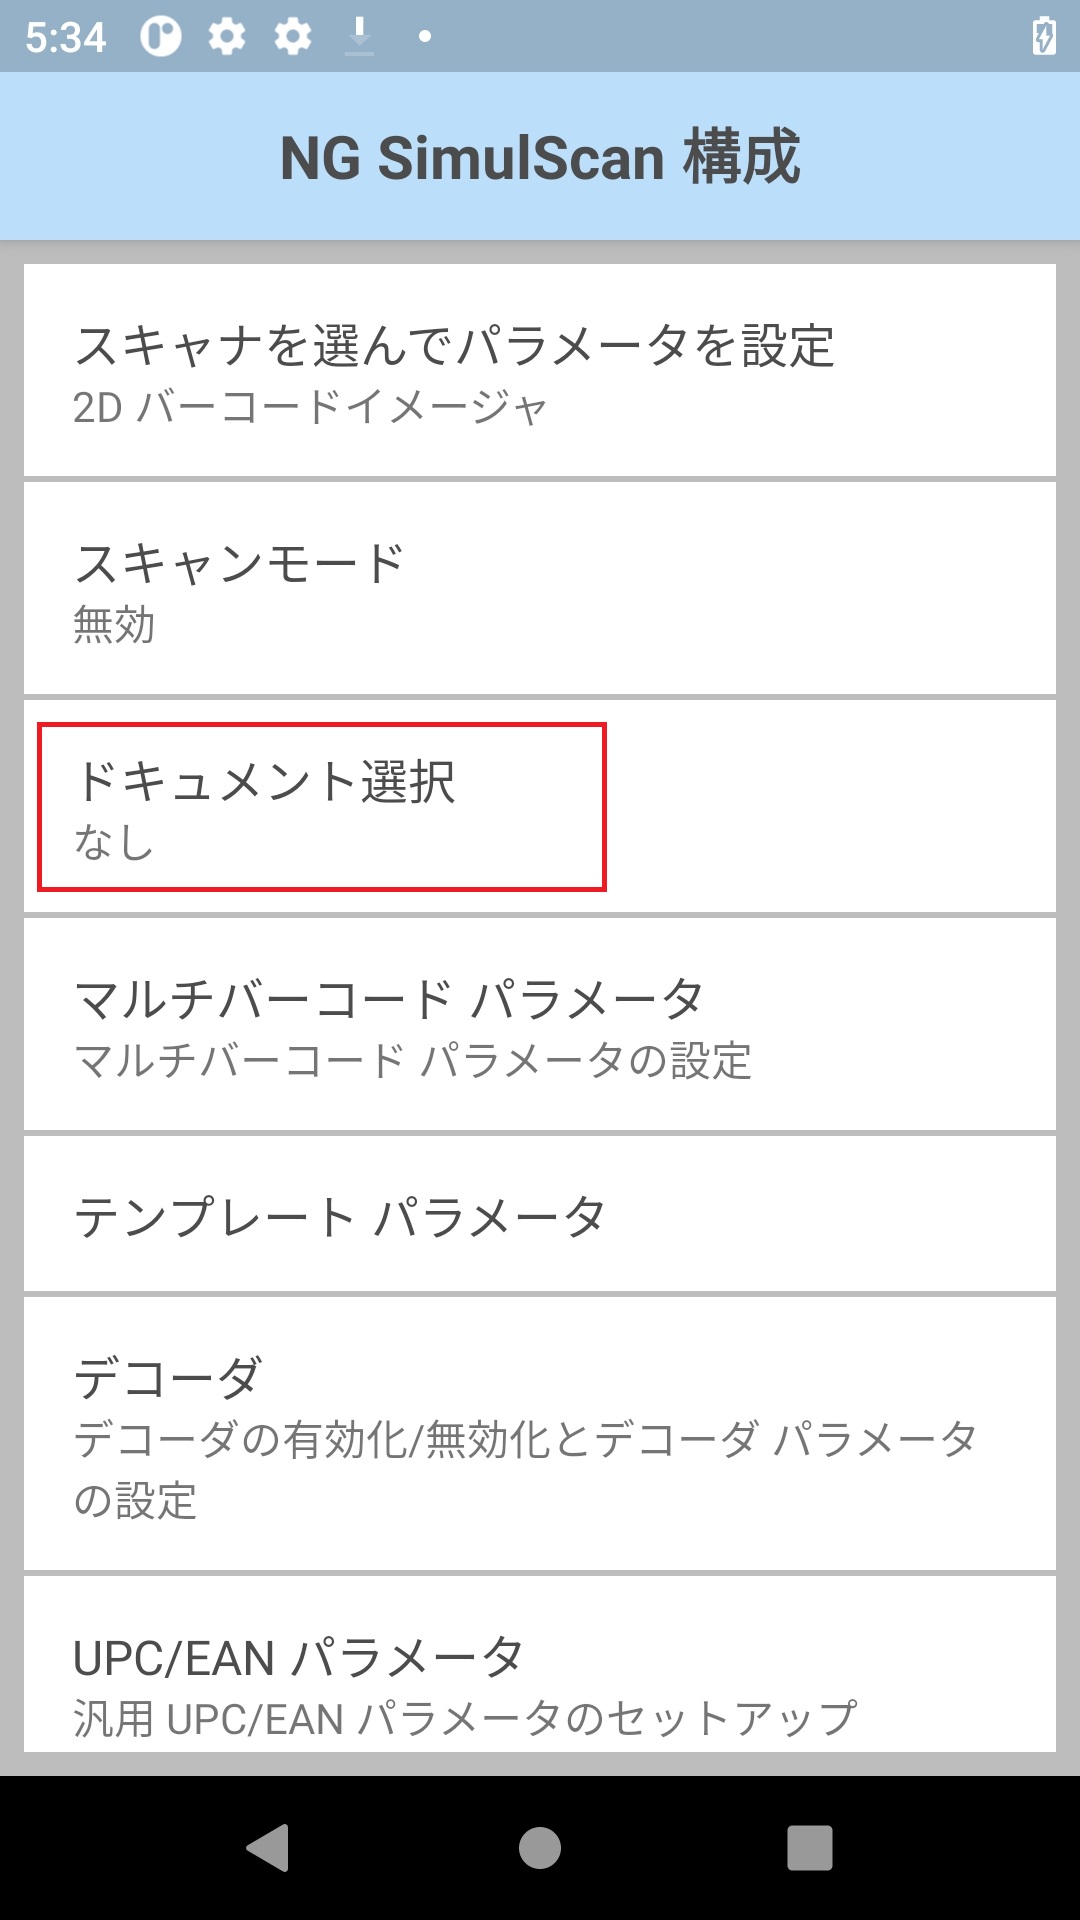 5:34
NG SimulScan 構成
スキャナを選んでパラメータを設定
2D バーコードイメージャ
スキャンモード
無効
ドキュメント選択
なし
マルチバーコード パラメータ
マルチバーコード パラメータの設定
テンプレート パラメータ
デコーダ
デコーダの有効化/無効化とデコーダ パラメータ
の設定
UPC/EAN パラメータ
汎用 UPC/EAN パラメータのセットアップ